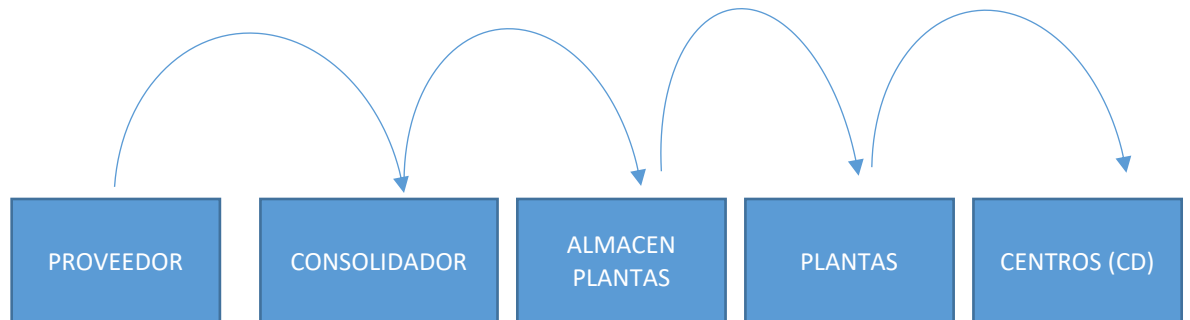 PROVEEDOR
CONSOLIDADOR
ALMACEN
PLANTAS
PLANTAS
CENTROS (CD)